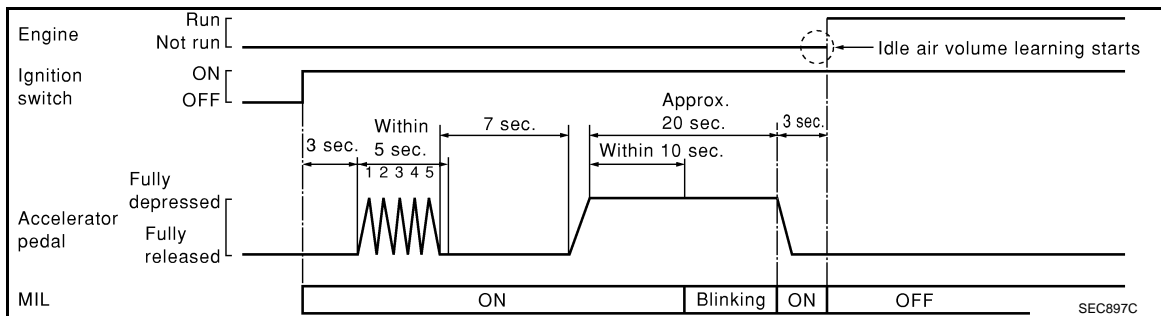 Engine
Run
Not run
Idle air volume learning starts
Ignition
switch
ON
OFF
3 sec.
Within
5 sec.
1 2 3 4 5
7 sec.
Approx.
20 sec.
Within 10 sec.
3 sec.
Accelerator
pedal
Fully
depressed
Fully
released
MIL
ON
Blinking
ON
OFF
SEC897C